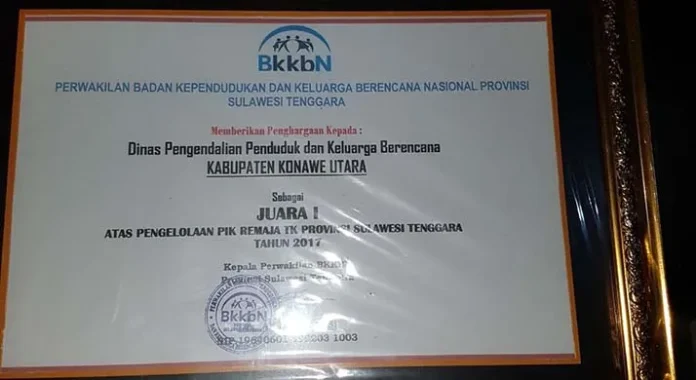 BkkbN
PERWAKILAN BADAN KEPENDUDUKAN DAN KELUARGA BERENCANA NASIONAL PROVINSI
SULAWESI TENGGARA
Memberikan Penghargaan Kepada :
Dinas Pengendalian Penduduk dan Keluarga Berencana
KABUPATEN KONAWE UTARA
Sebagai
JUARA I
ATAS PENGELOLAAN PIK REMAJA TK PROVINSI SULAWESI TENGGARA
TAHUN 2017
Kepala Perwakilan BKKBN
Provinsi Sulawesi Tenggara
BkkbN
NIP 1003